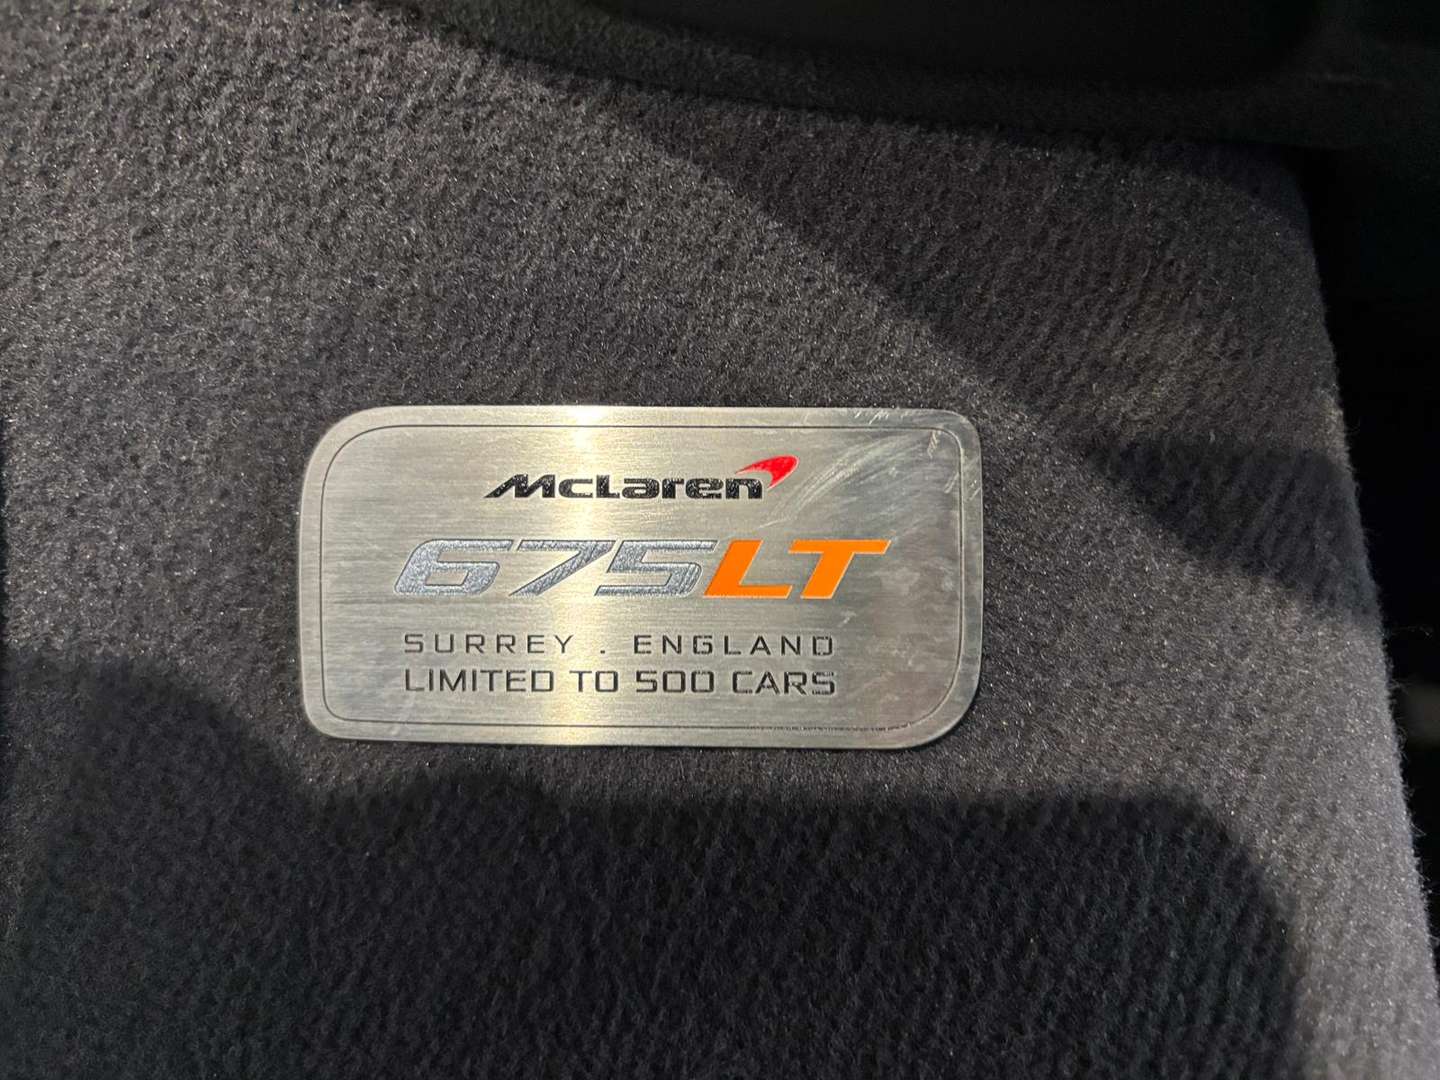 McLaren
675LT
SURREY . ENGLAND
LIMITED TO 500 CARS